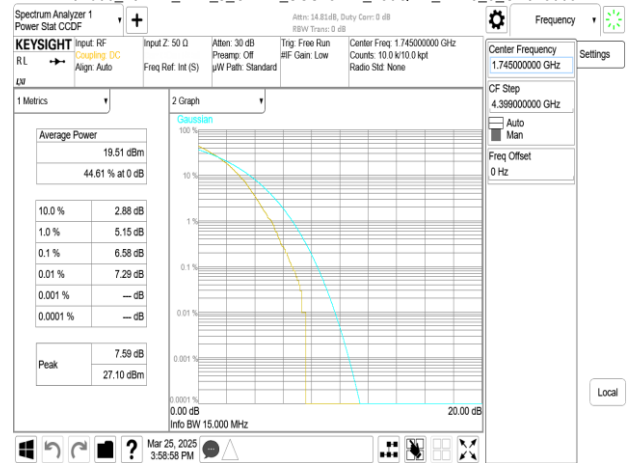 Spectrum Analyzer 1
Power Stat CCDF
Attn: 14.81dB, Duty Corr: 0 dB
RBW Trans: 0 dB
Frequency
KEYSIGHT
RL
LXI
Input: RF
Coupling: DC
Align: Auto
Input Z: 50 Ω
Freq Ref: Int (S)
Atten: 30 dB
Preamp: Off
µW Path: Standard
Trig: Free Run
#IF Gain: Low
Center Freq: 1.745000000 GHz
Counts: 10.0 k/10.0 kpt
Radio Std: None
Center Frequency
1.745000000 GHz
Settings
CF Step
4.399000000 GHz
Auto
Man
Freq Offset
0 Hz
Local
1 Metrics
Average Power
19.51 dBm
44.61 % at 0 dB
10.0 % 2.88 dB
1.0 % 5.15 dB
0.1 % 6.58 dB
0.01 % 7.29 dB
0.001 % --- dB
0.0001 % --- dB
Peak
7.59 dB
27.10 dBm
2 Graph
Gaussian
100 %
10 %
1 %
0.1 %
0.01 %
0.001 %
0.0001 %
0.00 dB
20.00 dB
Info BW 15.000 MHz
?
Mar 25, 2025
3:58:58 PM